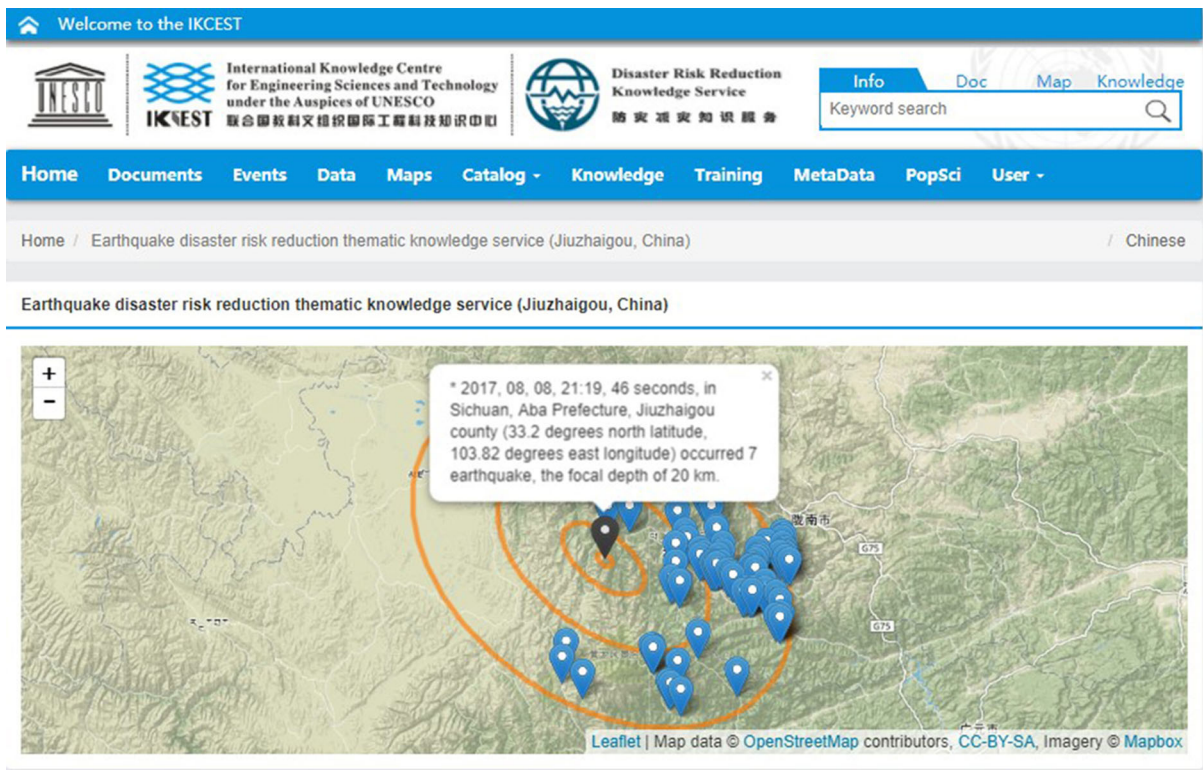 Welcome to the IKCEST
UNESCO
IKCEST
International Knowledge Centre
for Engineering Sciences and Technology
under the Auspices of UNESCO
联合国教科文组织国际工程科技知识中心
Disaster Risk Reduction
Knowledge Service
防灾减灾知识服务
Info Doc Map Knowledge
Keyword search
Home Documents Events Data Maps Catalog Knowledge Training MetaData PopSci User
Home / Earthquake disaster risk reduction thematic knowledge service (Jiuzhaigou, China) / Chinese
Earthquake disaster risk reduction thematic knowledge service (Jiuzhaigou, China)
+
−
* 2017, 08, 08, 21:19, 46 seconds, in
Sichuan, Aba Prefecture, Jiuzhaigou
county (33.2 degrees north latitude,
103.82 degrees east longitude) occurred 7
earthquake, the focal depth of 20 km.
×
陇南市
G75
G75
广元市
Leaflet | Map data © OpenStreetMap contributors, CC-BY-SA, Imagery © Mapbox